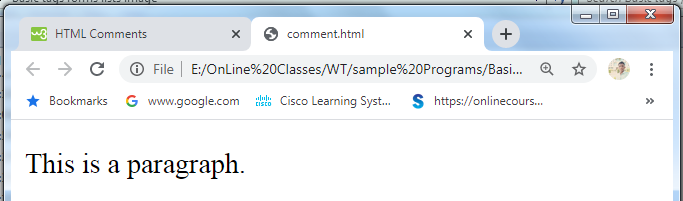 HTML Comments
comment.html
File | E:/OnLine%20Classes/WT/sample%20Programs/Basi...
Bookmarks
www.google.com
Cisco Learning Syst...
https://onlinecours...
This is a paragraph.